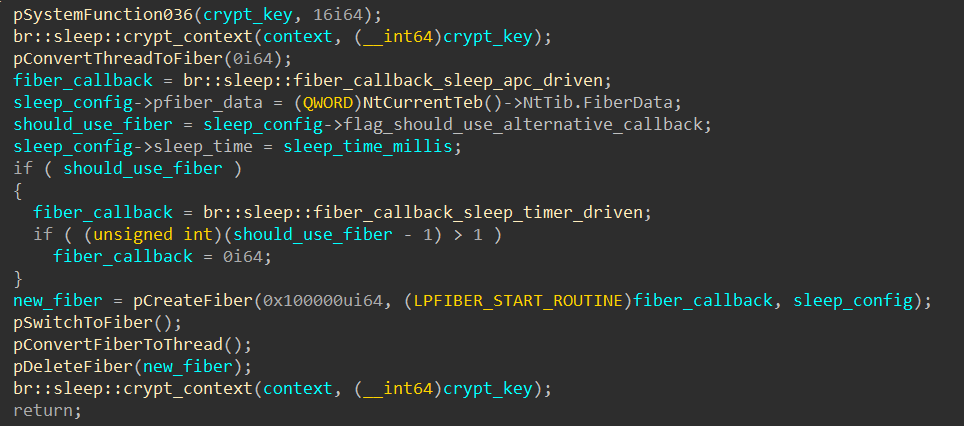 pSystemFunction036(crypt_key, 16i64);
br::sleep::crypt_context(context, (__int64)crypt_key);
pConvertThreadToFiber(0i64);
fiber_callback = br::sleep::fiber_callback_sleep_apc_driven;
sleep_config->pfiber_data = (QWORD)NtCurrentTeb()->NtTib.FiberData;
should_use_fiber = sleep_config->flag_should_use_alternative_callback;
sleep_config->sleep_time = sleep_time_millis;
if ( should_use_fiber )
{
  fiber_callback = br::sleep::fiber_callback_sleep_timer_driven;
  if ( (unsigned int)(should_use_fiber - 1) > 1 )
    fiber_callback = 0i64;
}
new_fiber = pCreateFiber(0x100000ui64, (LPFIBER_START_ROUTINE)fiber_callback, sleep_config);
pSwitchToFiber();
pConvertFiberToThread();
pDeleteFiber(new_fiber);
br::sleep::crypt_context(context, (__int64)crypt_key);
return;